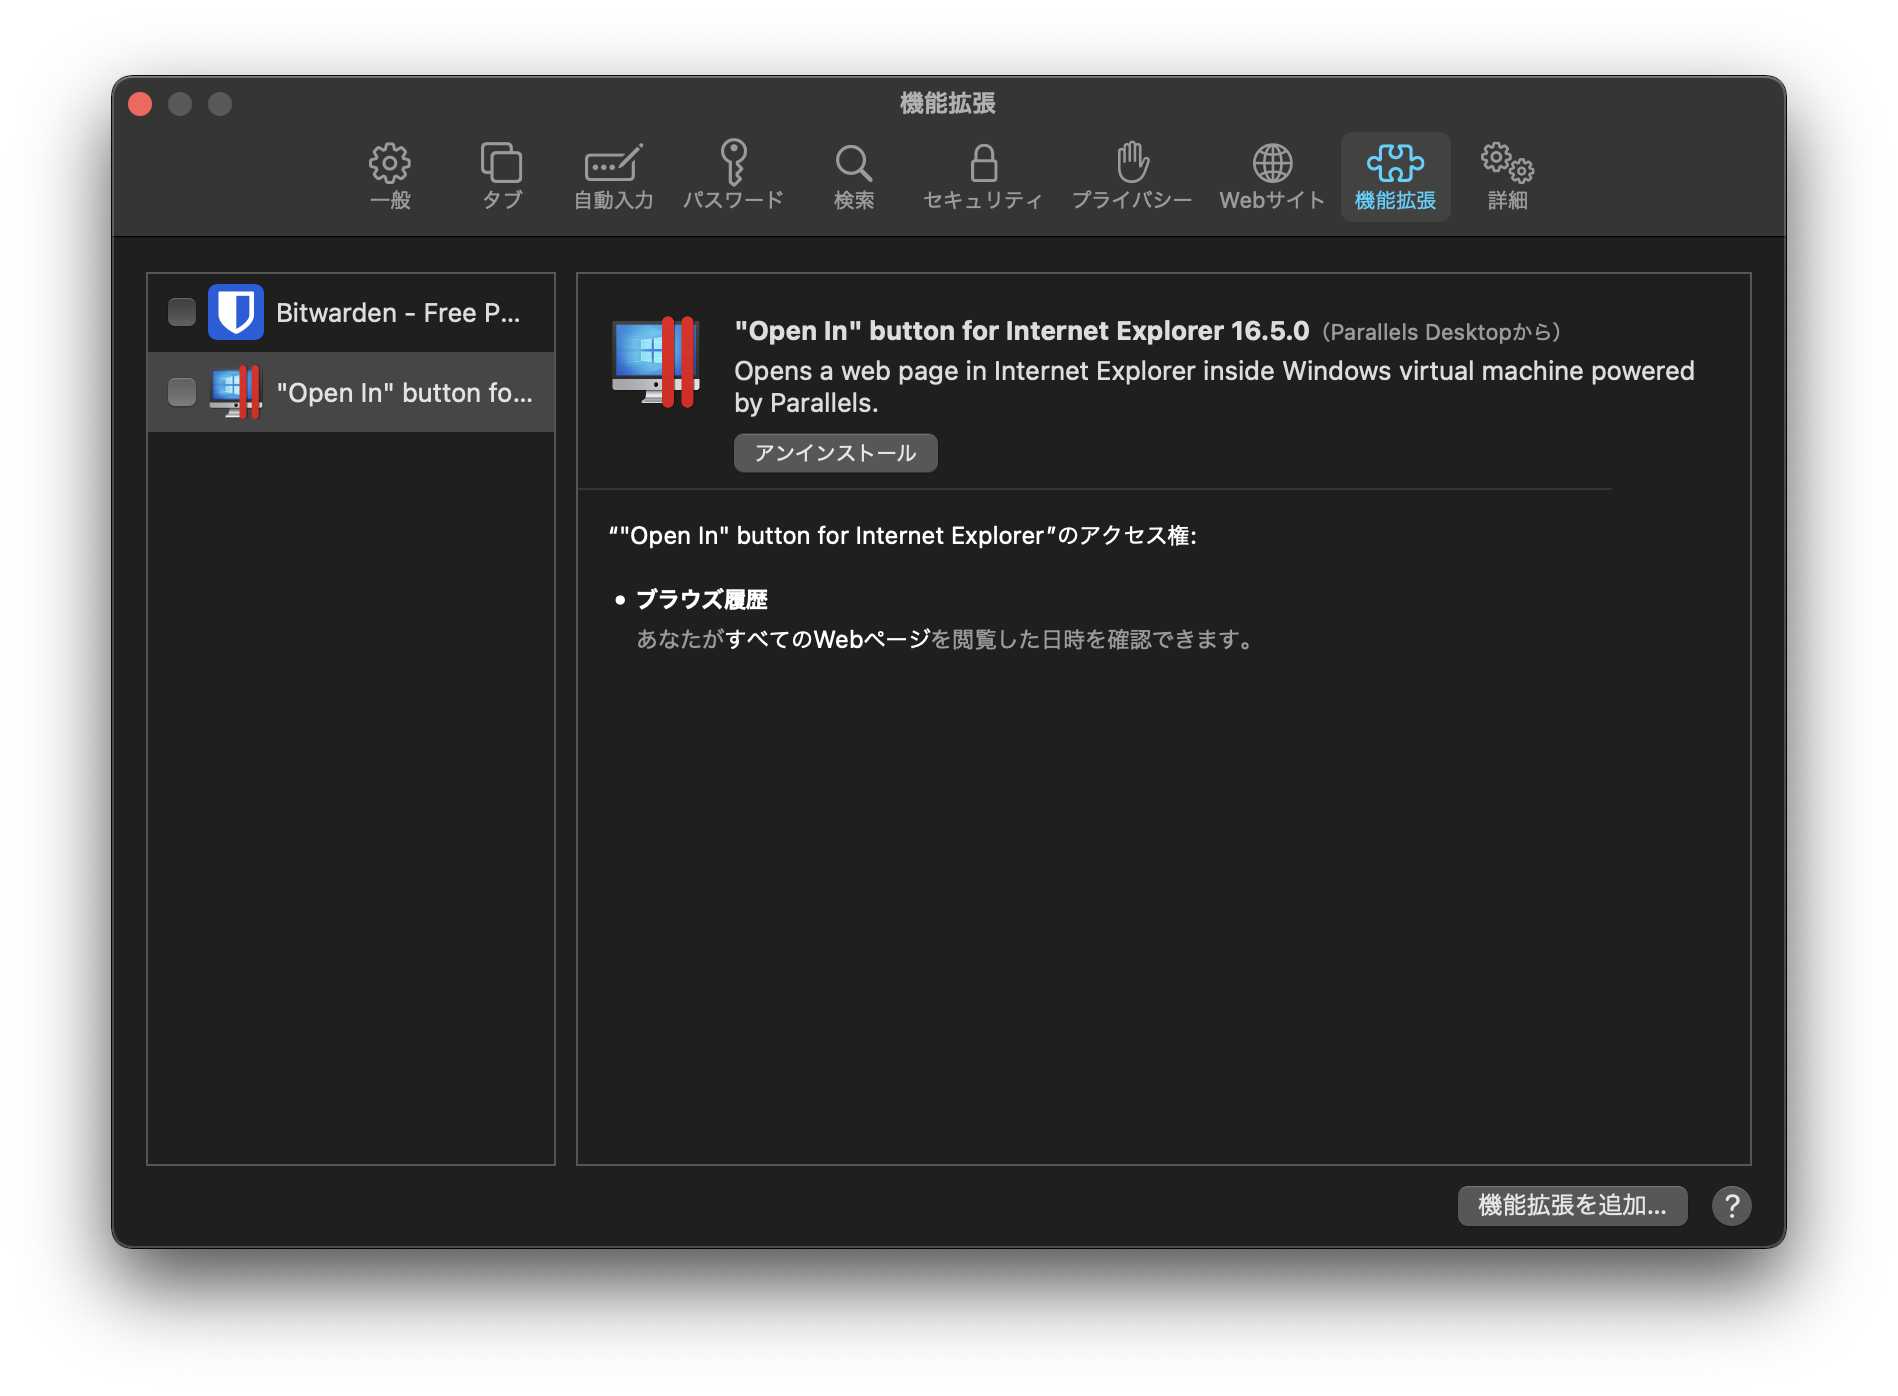 機能拡張
一般
タブ
自動入力
パスワード
検索
セキュリティ
プライバシー
Webサイト
機能拡張
詳細
Bitwarden - Free P...
"Open In" button fo...
"Open In" button for Internet Explorer 16.5.0 （Parallels Desktopから）
Opens a web page in Internet Explorer inside Windows virtual machine powered
by Parallels.
アンインストール
“"Open In" button for Internet Explorer”のアクセス権:
• ブラウズ履歴
あなたがすべてのWebページを閲覧した日時を確認できます。
機能拡張を追加...
?